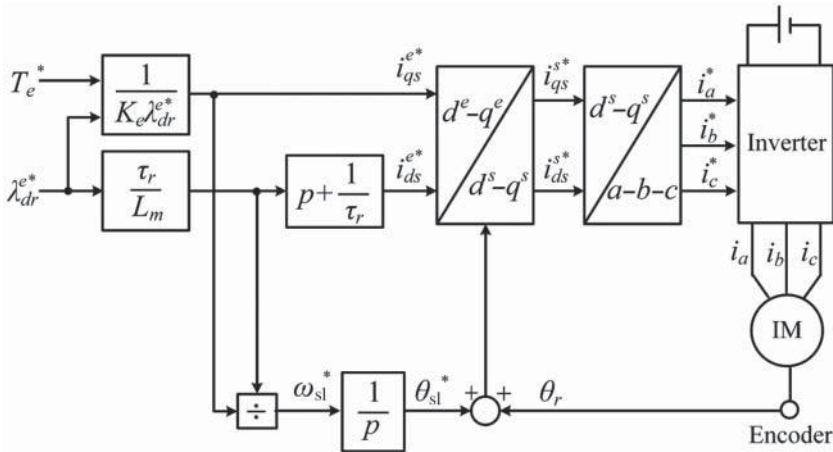 T_e^*
1
K_e λ_dr^e*
i_qs^e*
d^e–q^e
d^s–q^s
i_qs^s*
d^s–q^s
a–b–c
i_a^*
i_b^*
i_c^*
Inverter
λ_dr^e*
τ_r
L_m
p+ 1
τ_r
i_ds^e*
i_ds^s*
i_a
i_b
i_c
IM
÷
ω_sl^*
1
p
θ_sl^*
+
+
θ_r
Encoder